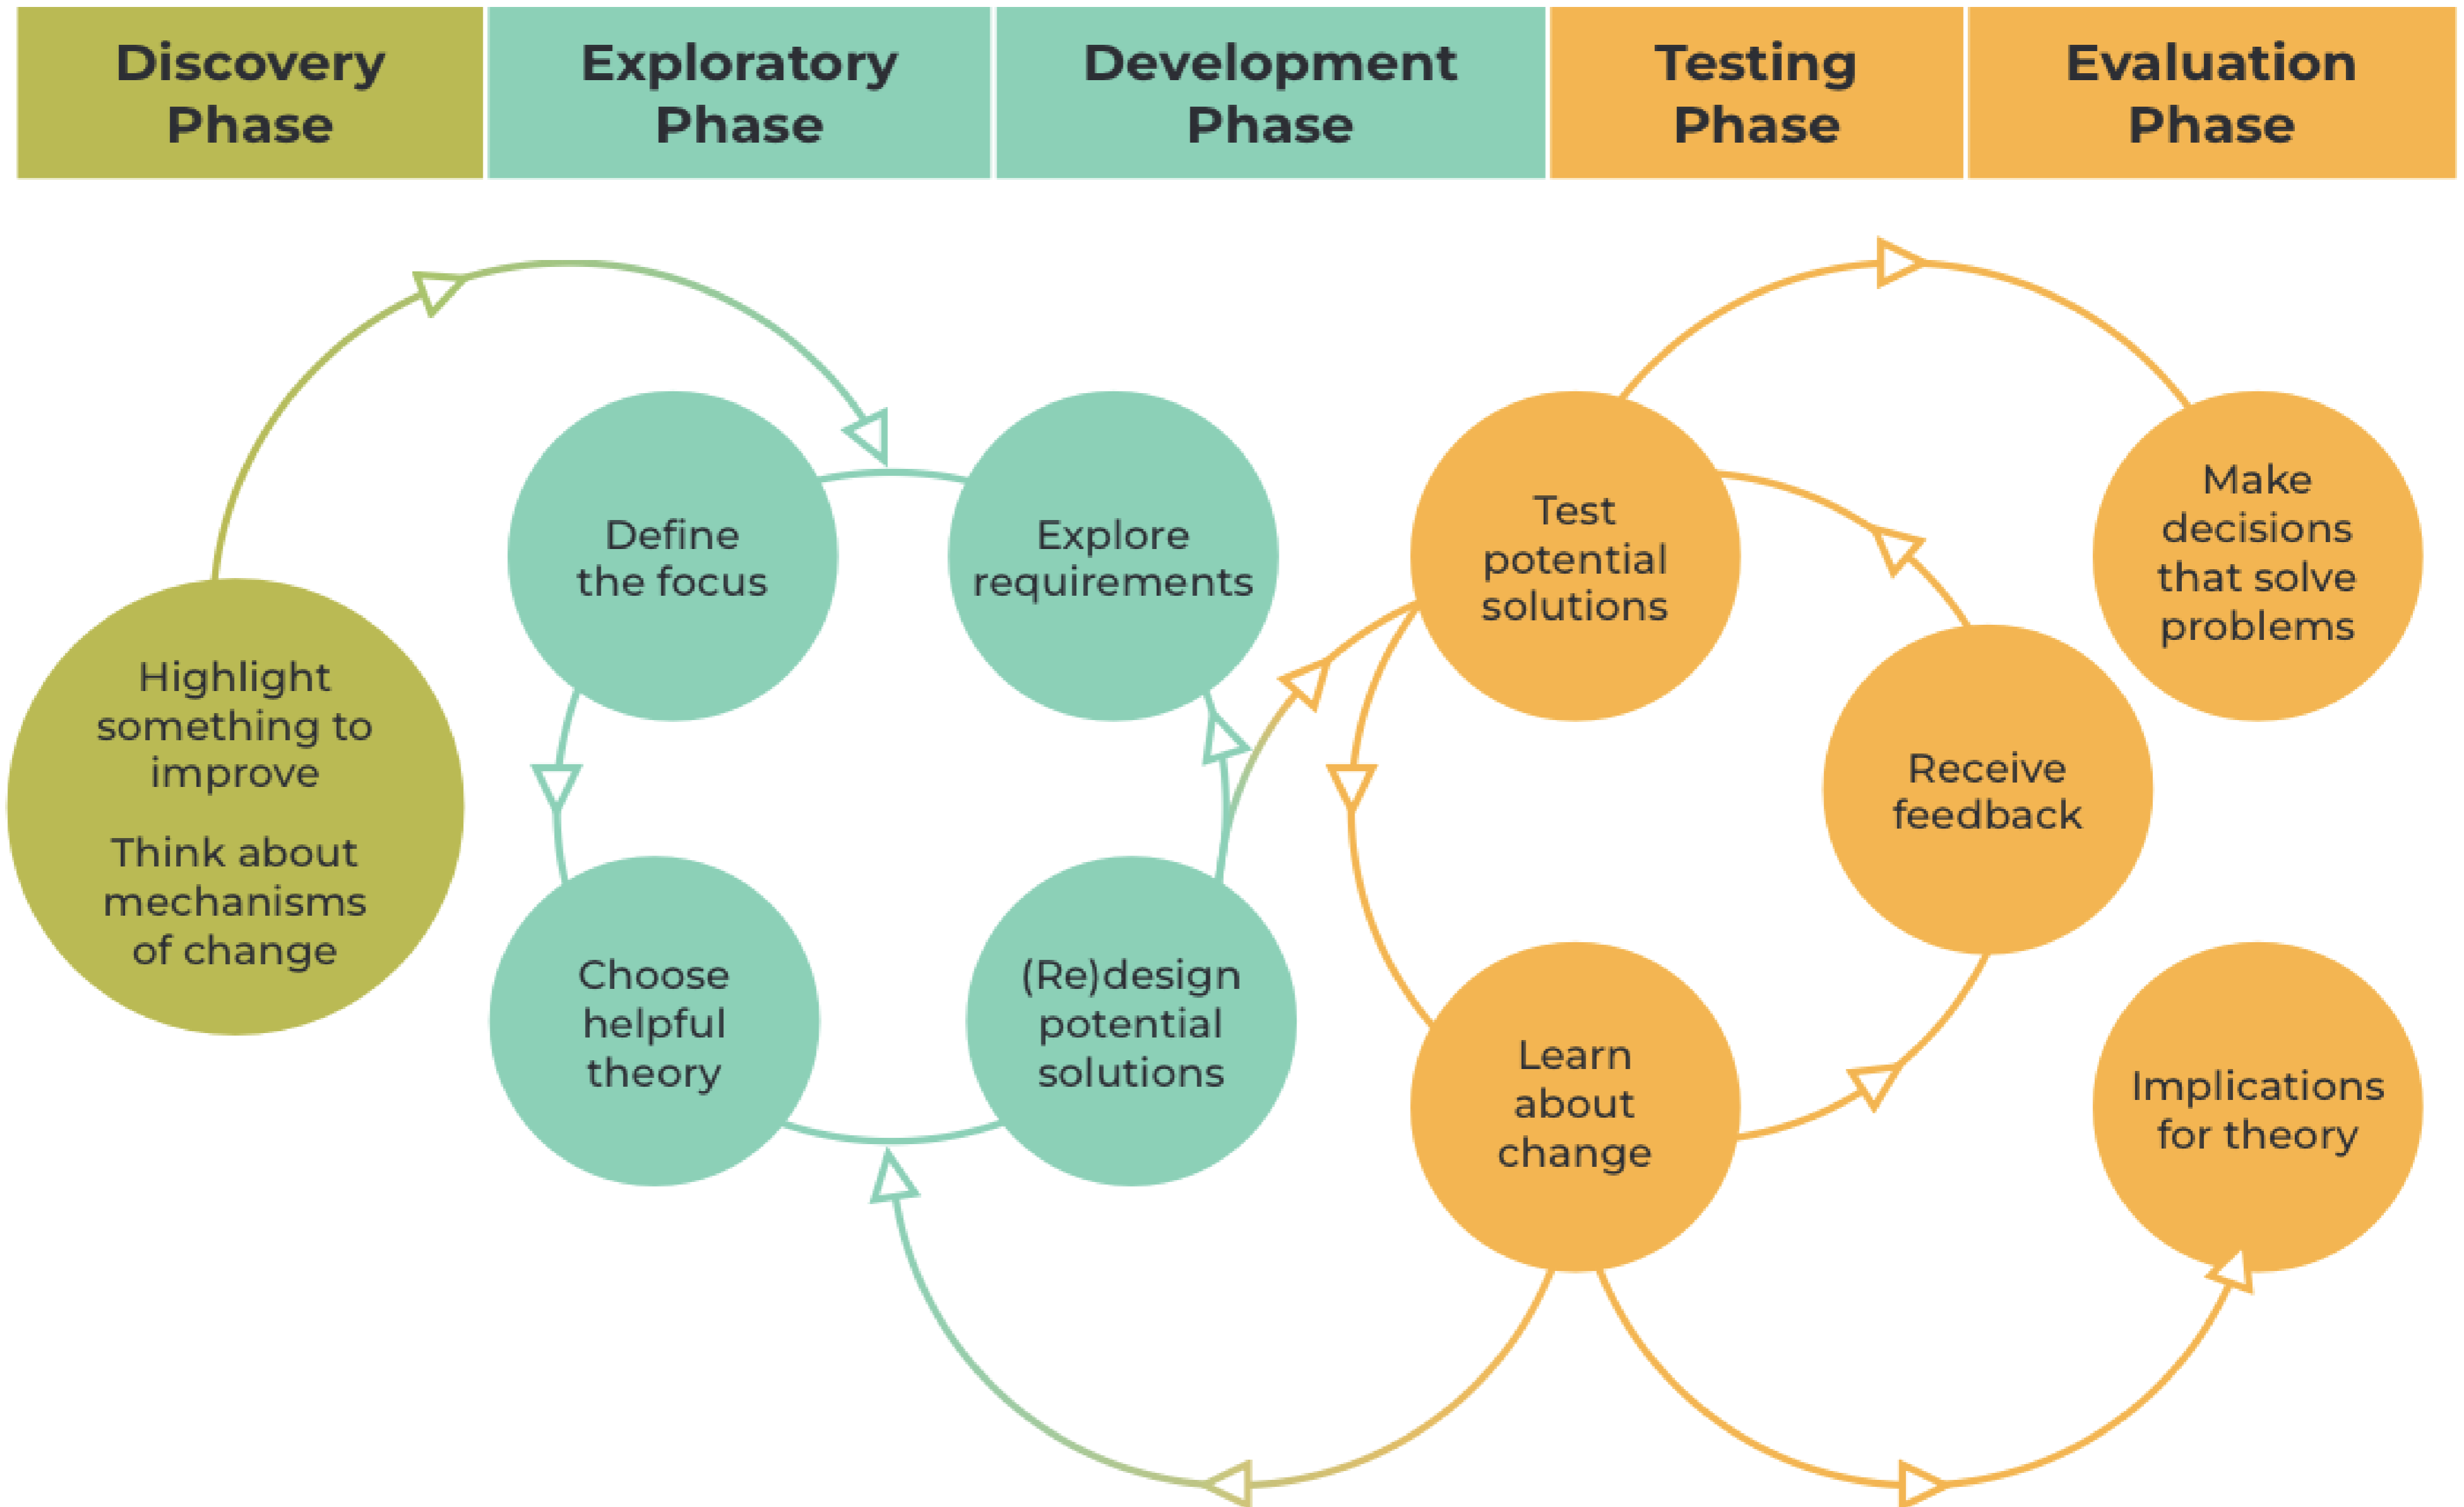 Discovery
Phase
Exploratory
Phase
Development
Phase
Testing
Phase
Evaluation
Phase
Highlight
something to
improve
Think about
mechanisms
of change
Define
the focus
Explore
requirements
Choose
helpful
theory
(Re)design
potential
solutions
Test
potential
solutions
Receive
feedback
Learn
about
change
Make
decisions
that solve
problems
Implications
for theory